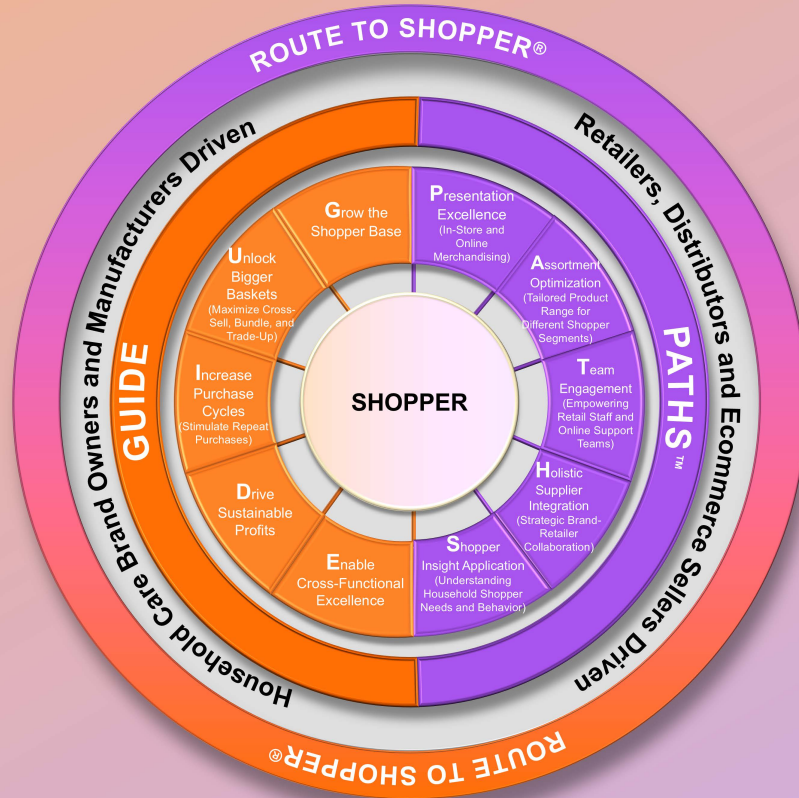 ROUTE TO SHOPPER®
Household Care Brand Owners and Manufacturers Driven
Retailers, Distributors and Ecommerce Sellers Driven
GUIDE
PATHS™
Grow the
Shopper Base
Unlock
Bigger
Baskets
(Maximize Cross-
Sell, Bundle, and
Trade-Up)
Increase
Purchase
Cycles
(Stimulate Repeat
Purchases)
Drive
Sustainable
Profits
Enable
Cross-Functional
Excellence
Presentation
Excellence
(In-Store and
Online
Merchandising)
Assortment
Optimization
(Tailored Product
Range for
Different Shopper
Segments)
Team
Engagement
(Empowering
Retail Staff and
Online Support
Teams)
Holistic
Supplier
Integration
(Strategic Brand-
Retailer
Collaboration)
Shopper
Insight Application
(Understanding
Household Shopper
Needs and Behavior)
SHOPPER
ROUTE TO SHOPPER®